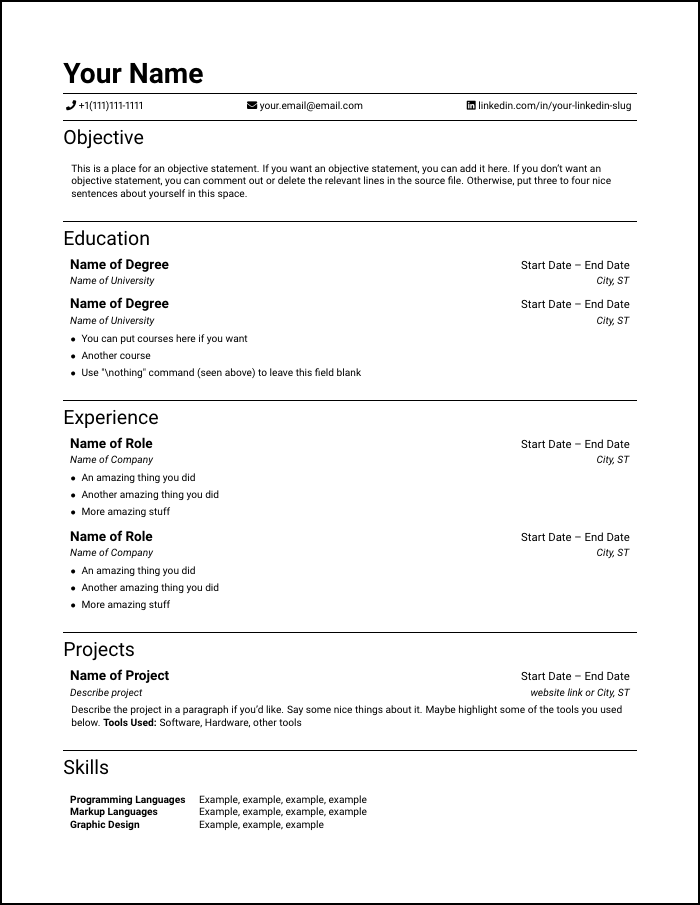 Your Name
+1(111)111-1111 your.email@email.com linkedin.com/in/your-linkedin-slug
Objective
This is a place for an objective statement. If you want an objective statement, you can add it here. If you don’t want an
objective statement, you can comment out or delete the relevant lines in the source file. Otherwise, put three to four nice
sentences about yourself in this space.
Education
Name of Degree Start Date – End Date
Name of University City, ST
Name of Degree Start Date – End Date
Name of University City, ST
• You can put courses here if you want
• Another course
• Use "\nothing" command (seen above) to leave this field blank
Experience
Name of Role Start Date – End Date
Name of Company City, ST
• An amazing thing you did
• Another amazing thing you did
• More amazing stuff
Name of Role Start Date – End Date
Name of Company City, ST
• An amazing thing you did
• Another amazing thing you did
• More amazing stuff
Projects
Name of Project Start Date – End Date
Describe project website link or City, ST
Describe the project in a paragraph if you’d like. Say some nice things about it. Maybe highlight some of the tools you used
below. Tools Used: Software, Hardware, other tools
Skills
Programming Languages Example, example, example, example
Markup Languages Example, example, example, example
Graphic Design Example, example, example